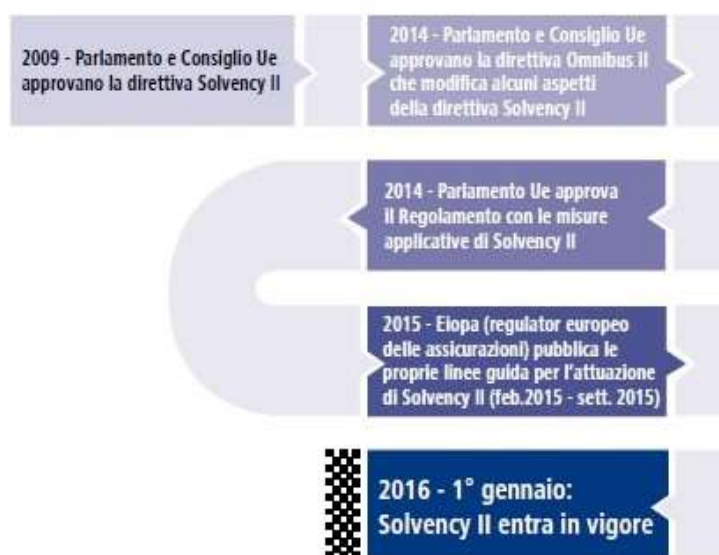 2009 - Parlamento e Consiglio Ue
approvano la direttiva Solvency II
2014 - Parlamento e Consiglio Ue
approvano la direttiva Omnibus II
che modifica alcuni aspetti
della direttiva Solvency II
2014 - Parlamento Ue approva
il Regolamento con le misure
applicative di Solvency II
2015 - Eiopa (regulator europeo
delle assicurazioni) pubblica le
proprie linee guida per l'attuazione
di Solvency II (feb.2015 - sett. 2015)
2016 - 1° gennaio:
Solvency II entra in vigore